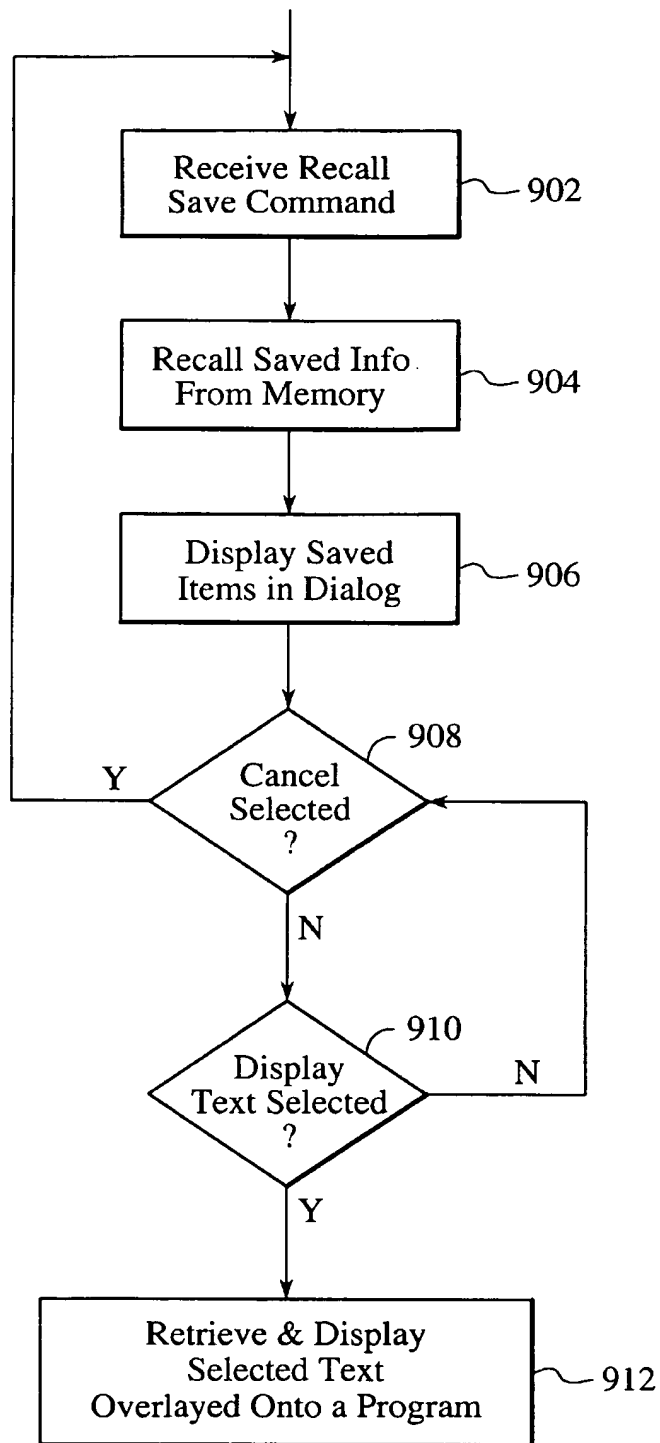 Receive Recall
Save Command
902
Recall Saved Info
From Memory
904
Display Saved
Items in Dialog
906
908
Cancel
Selected
?
Y
N
910
Display
Text Selected
?
N
Y
Retrieve & Display
Selected Text
Overlayed Onto a Program
912